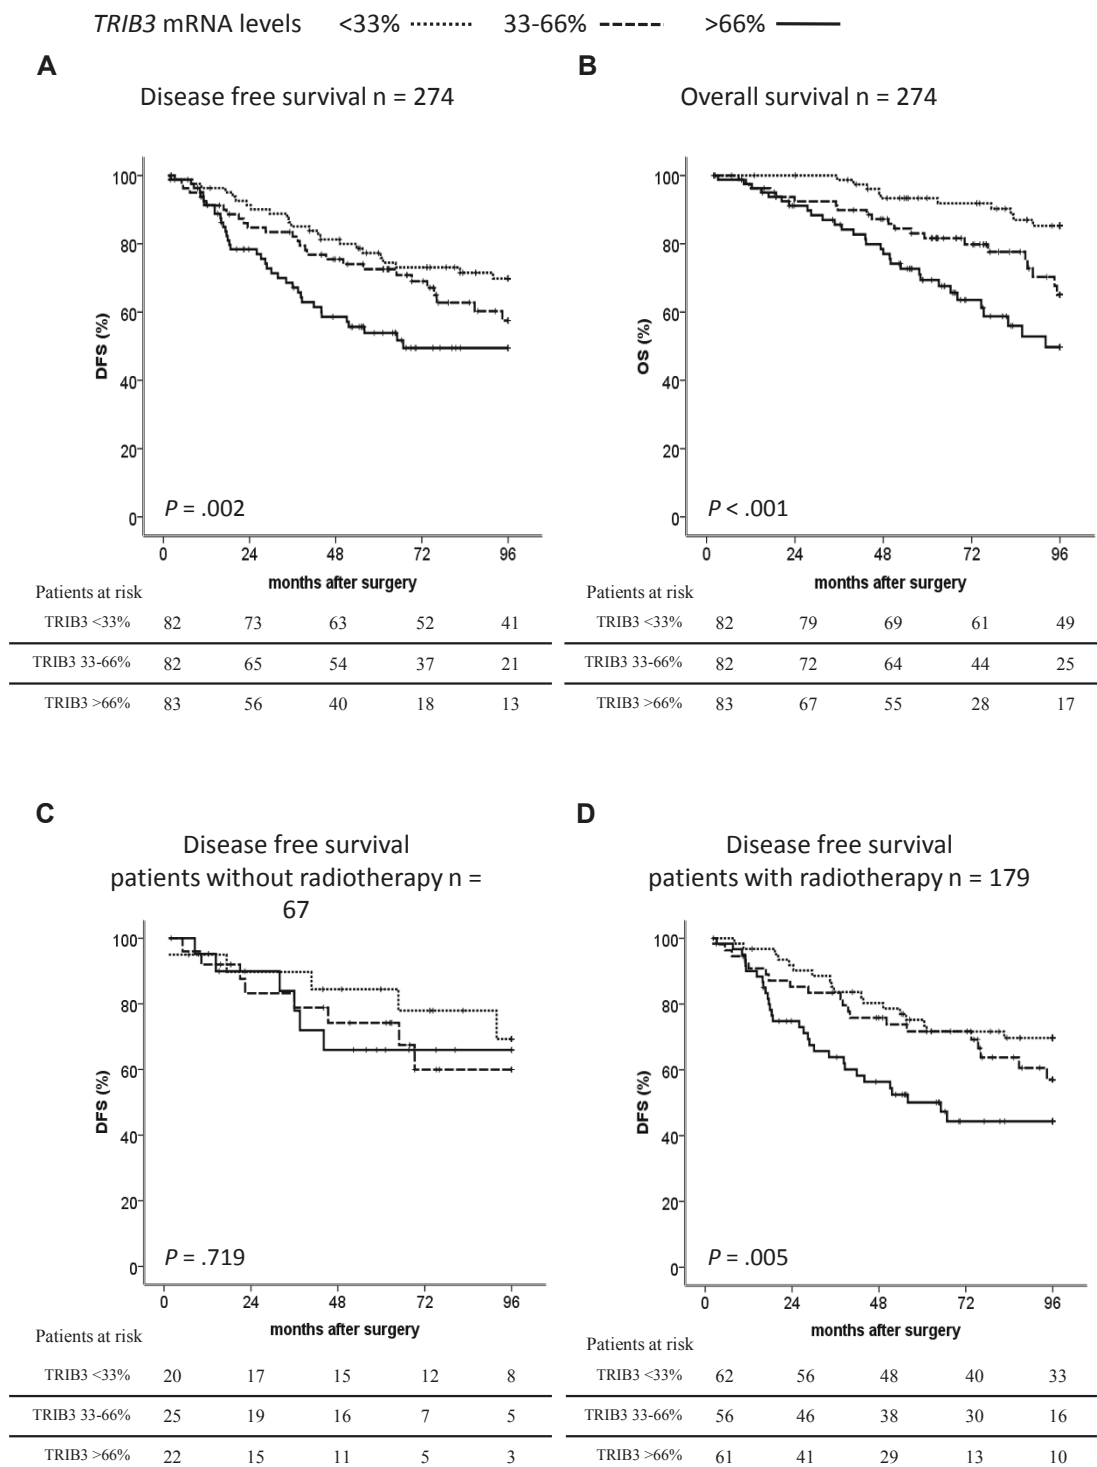 TRIB3 mRNA levels <33% 33-66% >66%
A
Disease free survival n = 274
100
80
60
40
20
0
DFS (%)
P = .002
0 24 48 72 96
months after surgery
Patients at risk
TRIB3 <33% 82 73 63 52 41
TRIB3 33-66% 82 65 54 37 21
TRIB3 >66% 83 56 40 18 13
B
Overall survival n = 274
100
80
60
40
20
0
OS (%)
P < .001
0 24 48 72 96
months after surgery
Patients at risk
TRIB3 <33% 82 79 69 61 49
TRIB3 33-66% 82 72 64 44 25
TRIB3 >66% 83 67 55 28 17
C
Disease free survival
patients without radiotherapy n =
67
100
80
60
40
20
0
DFS (%)
P = .719
0 24 48 72 96
months after surgery
Patients at risk
TRIB3 <33% 20 17 15 12 8
TRIB3 33-66% 25 19 16 7 5
TRIB3 >66% 22 15 11 5 3
D
Disease free survival
patients with radiotherapy n = 179
100
80
60
40
20
0
DFS (%)
P = .005
0 24 48 72 96
months after surgery
Patients at risk
TRIB3 <33% 62 56 48 40 33
TRIB3 33-66% 56 46 38 30 16
TRIB3 >66% 61 41 29 13 10